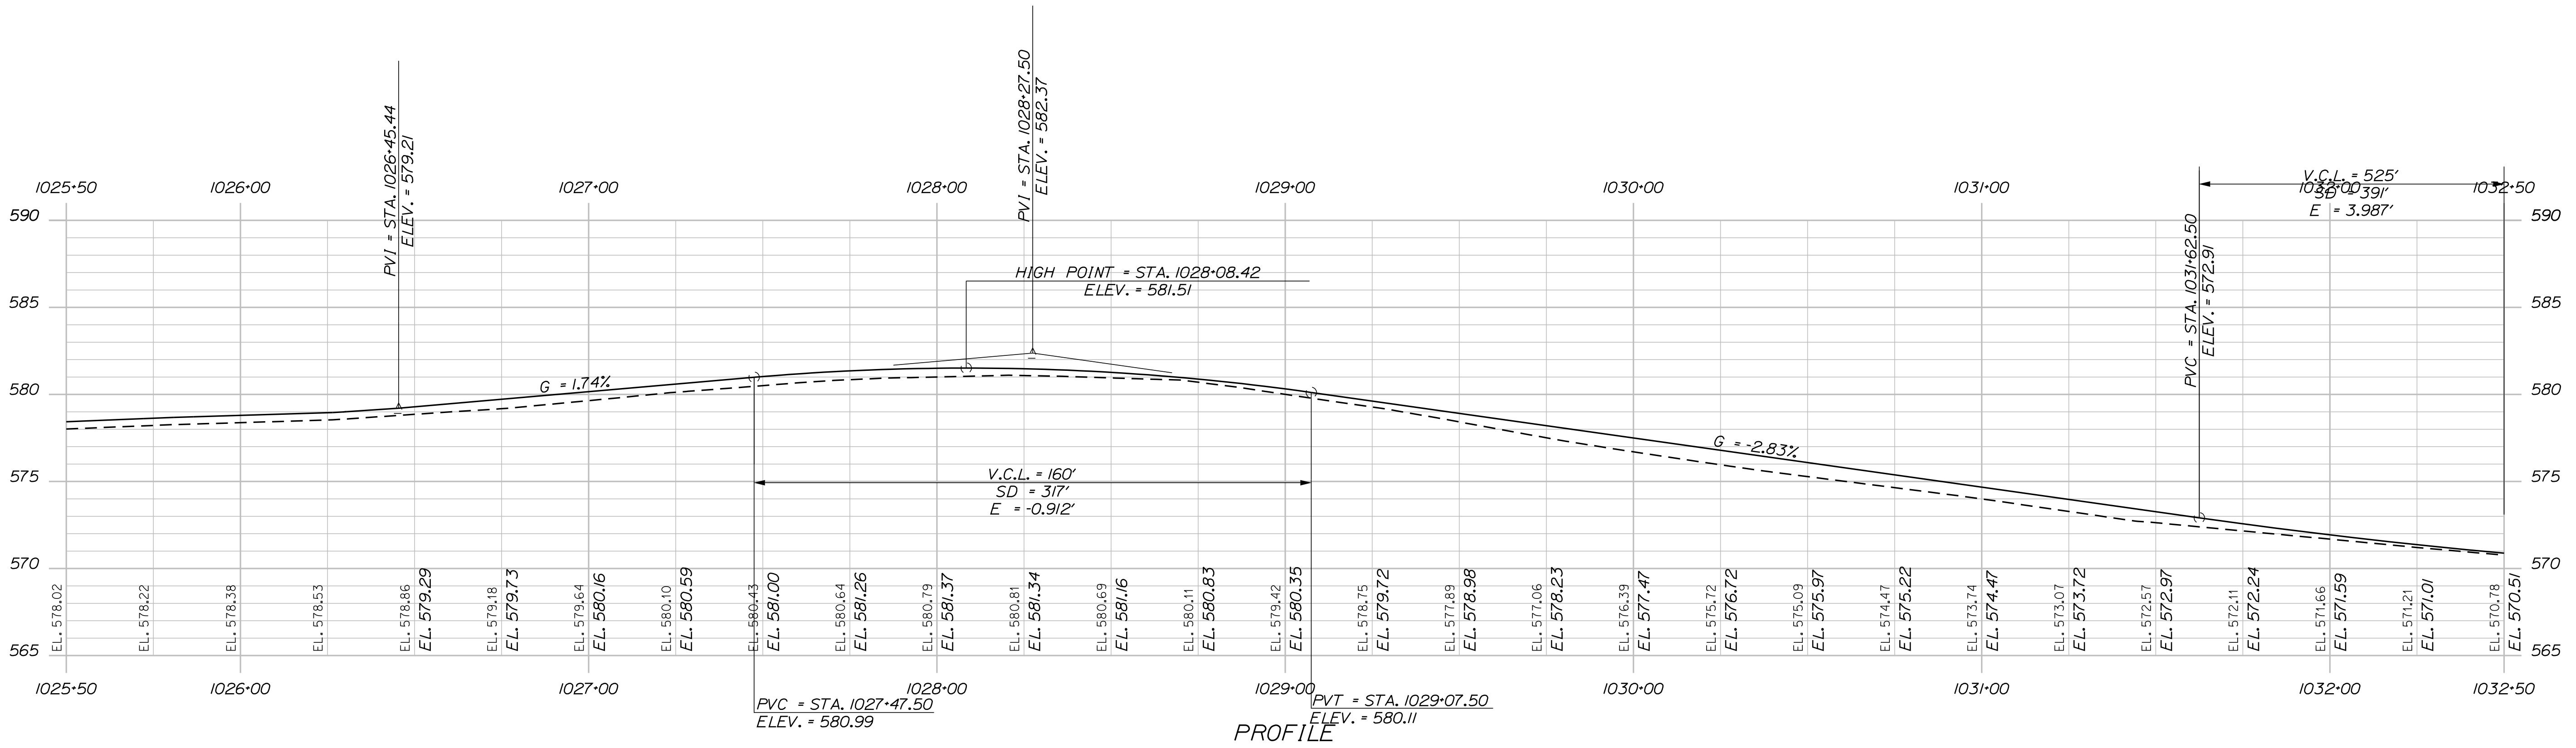 PVI = STA. 1026+45.44
ELEV. = 579.21
PVI = STA. 1028+27.50
ELEV. = 582.37
1025+50
1026+00
1027+00
1028+00
1029+00
1030+00
1031+00
1032+00
1032+50
V.C.L. = 525'
SD = 391'
E = 3.987'
590
590
HIGH POINT = STA. 1028+08.42
ELEV. = 581.51
PVC = STA. 1031+62.50
ELEV. = 572.91
585
585
G = 1.74%
580
580
G = -2.83%
V.C.L. = 160'
SD = 317'
E = -0.912'
575
575
570
570
EL. 578.02
EL. 578.22
EL. 578.38
EL. 578.53
EL. 578.86
EL. 579.29
EL. 579.18
EL. 579.73
EL. 579.64
EL. 580.16
EL. 580.10
EL. 580.59
EL. 580.43
EL. 581.00
EL. 580.64
EL. 581.26
EL. 580.79
EL. 581.37
EL. 580.81
EL. 581.34
EL. 580.69
EL. 581.16
EL. 580.11
EL. 580.83
EL. 579.42
EL. 580.35
EL. 578.75
EL. 579.72
EL. 577.89
EL. 578.98
EL. 577.06
EL. 578.23
EL. 576.39
EL. 577.47
EL. 575.72
EL. 576.72
EL. 575.09
EL. 575.97
EL. 574.47
EL. 575.22
EL. 573.74
EL. 574.47
EL. 573.07
EL. 573.72
EL. 572.57
EL. 572.97
EL. 572.11
EL. 572.24
EL. 571.66
EL. 571.59
EL. 571.21
EL. 571.01
EL. 570.78
EL. 570.51
565
565
1025+50
1026+00
1027+00
1028+00
1029+00
1030+00
1031+00
1032+00
1032+50
PVC = STA. 1027+47.50
ELEV. = 580.99
PVT = STA. 1029+07.50
ELEV. = 580.11
PROFILE